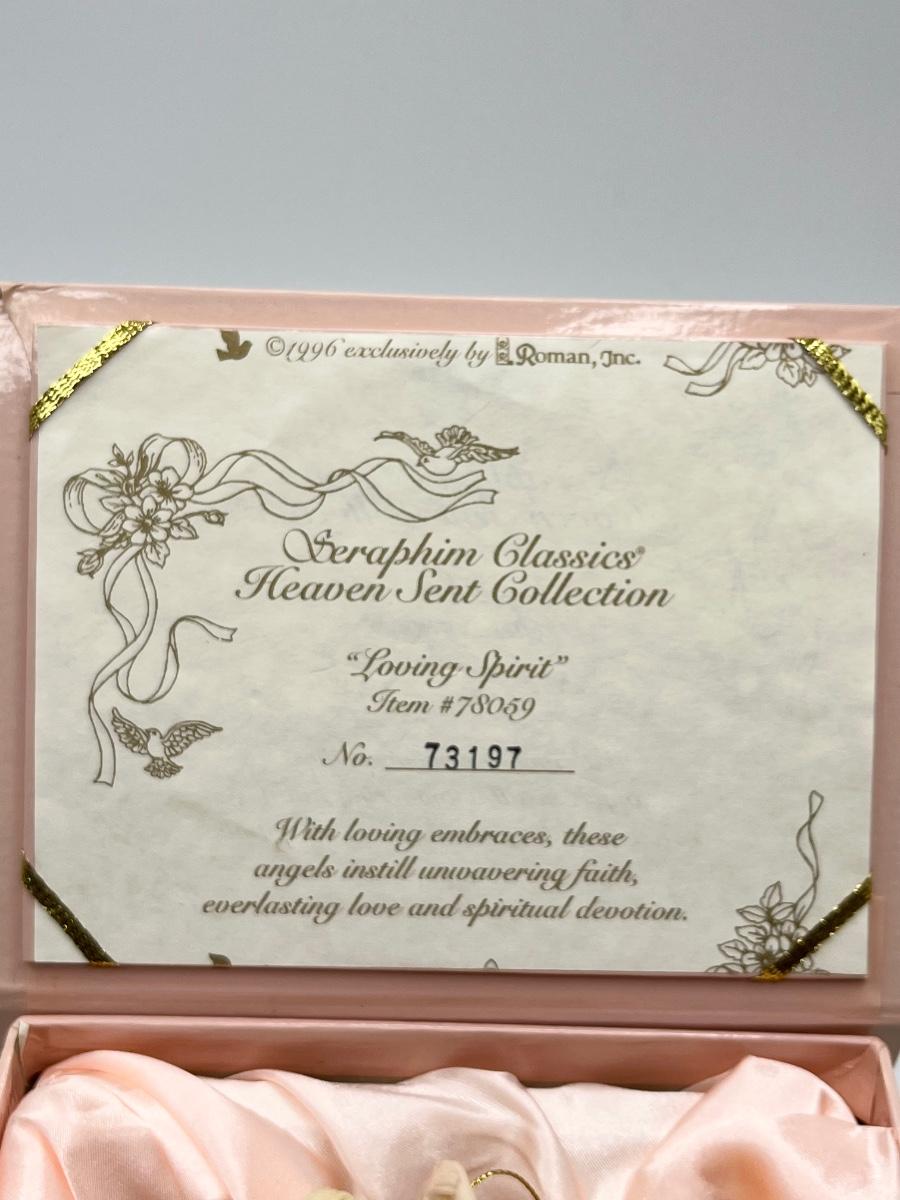 ©1996 exclusively by Roman, Inc.
Seraphim Classics®
Heaven Sent Collection
"Loving Spirit"
Item #78059
No. 73197
With loving embraces, these
angels instill unwavering faith,
everlasting love and spiritual devotion.